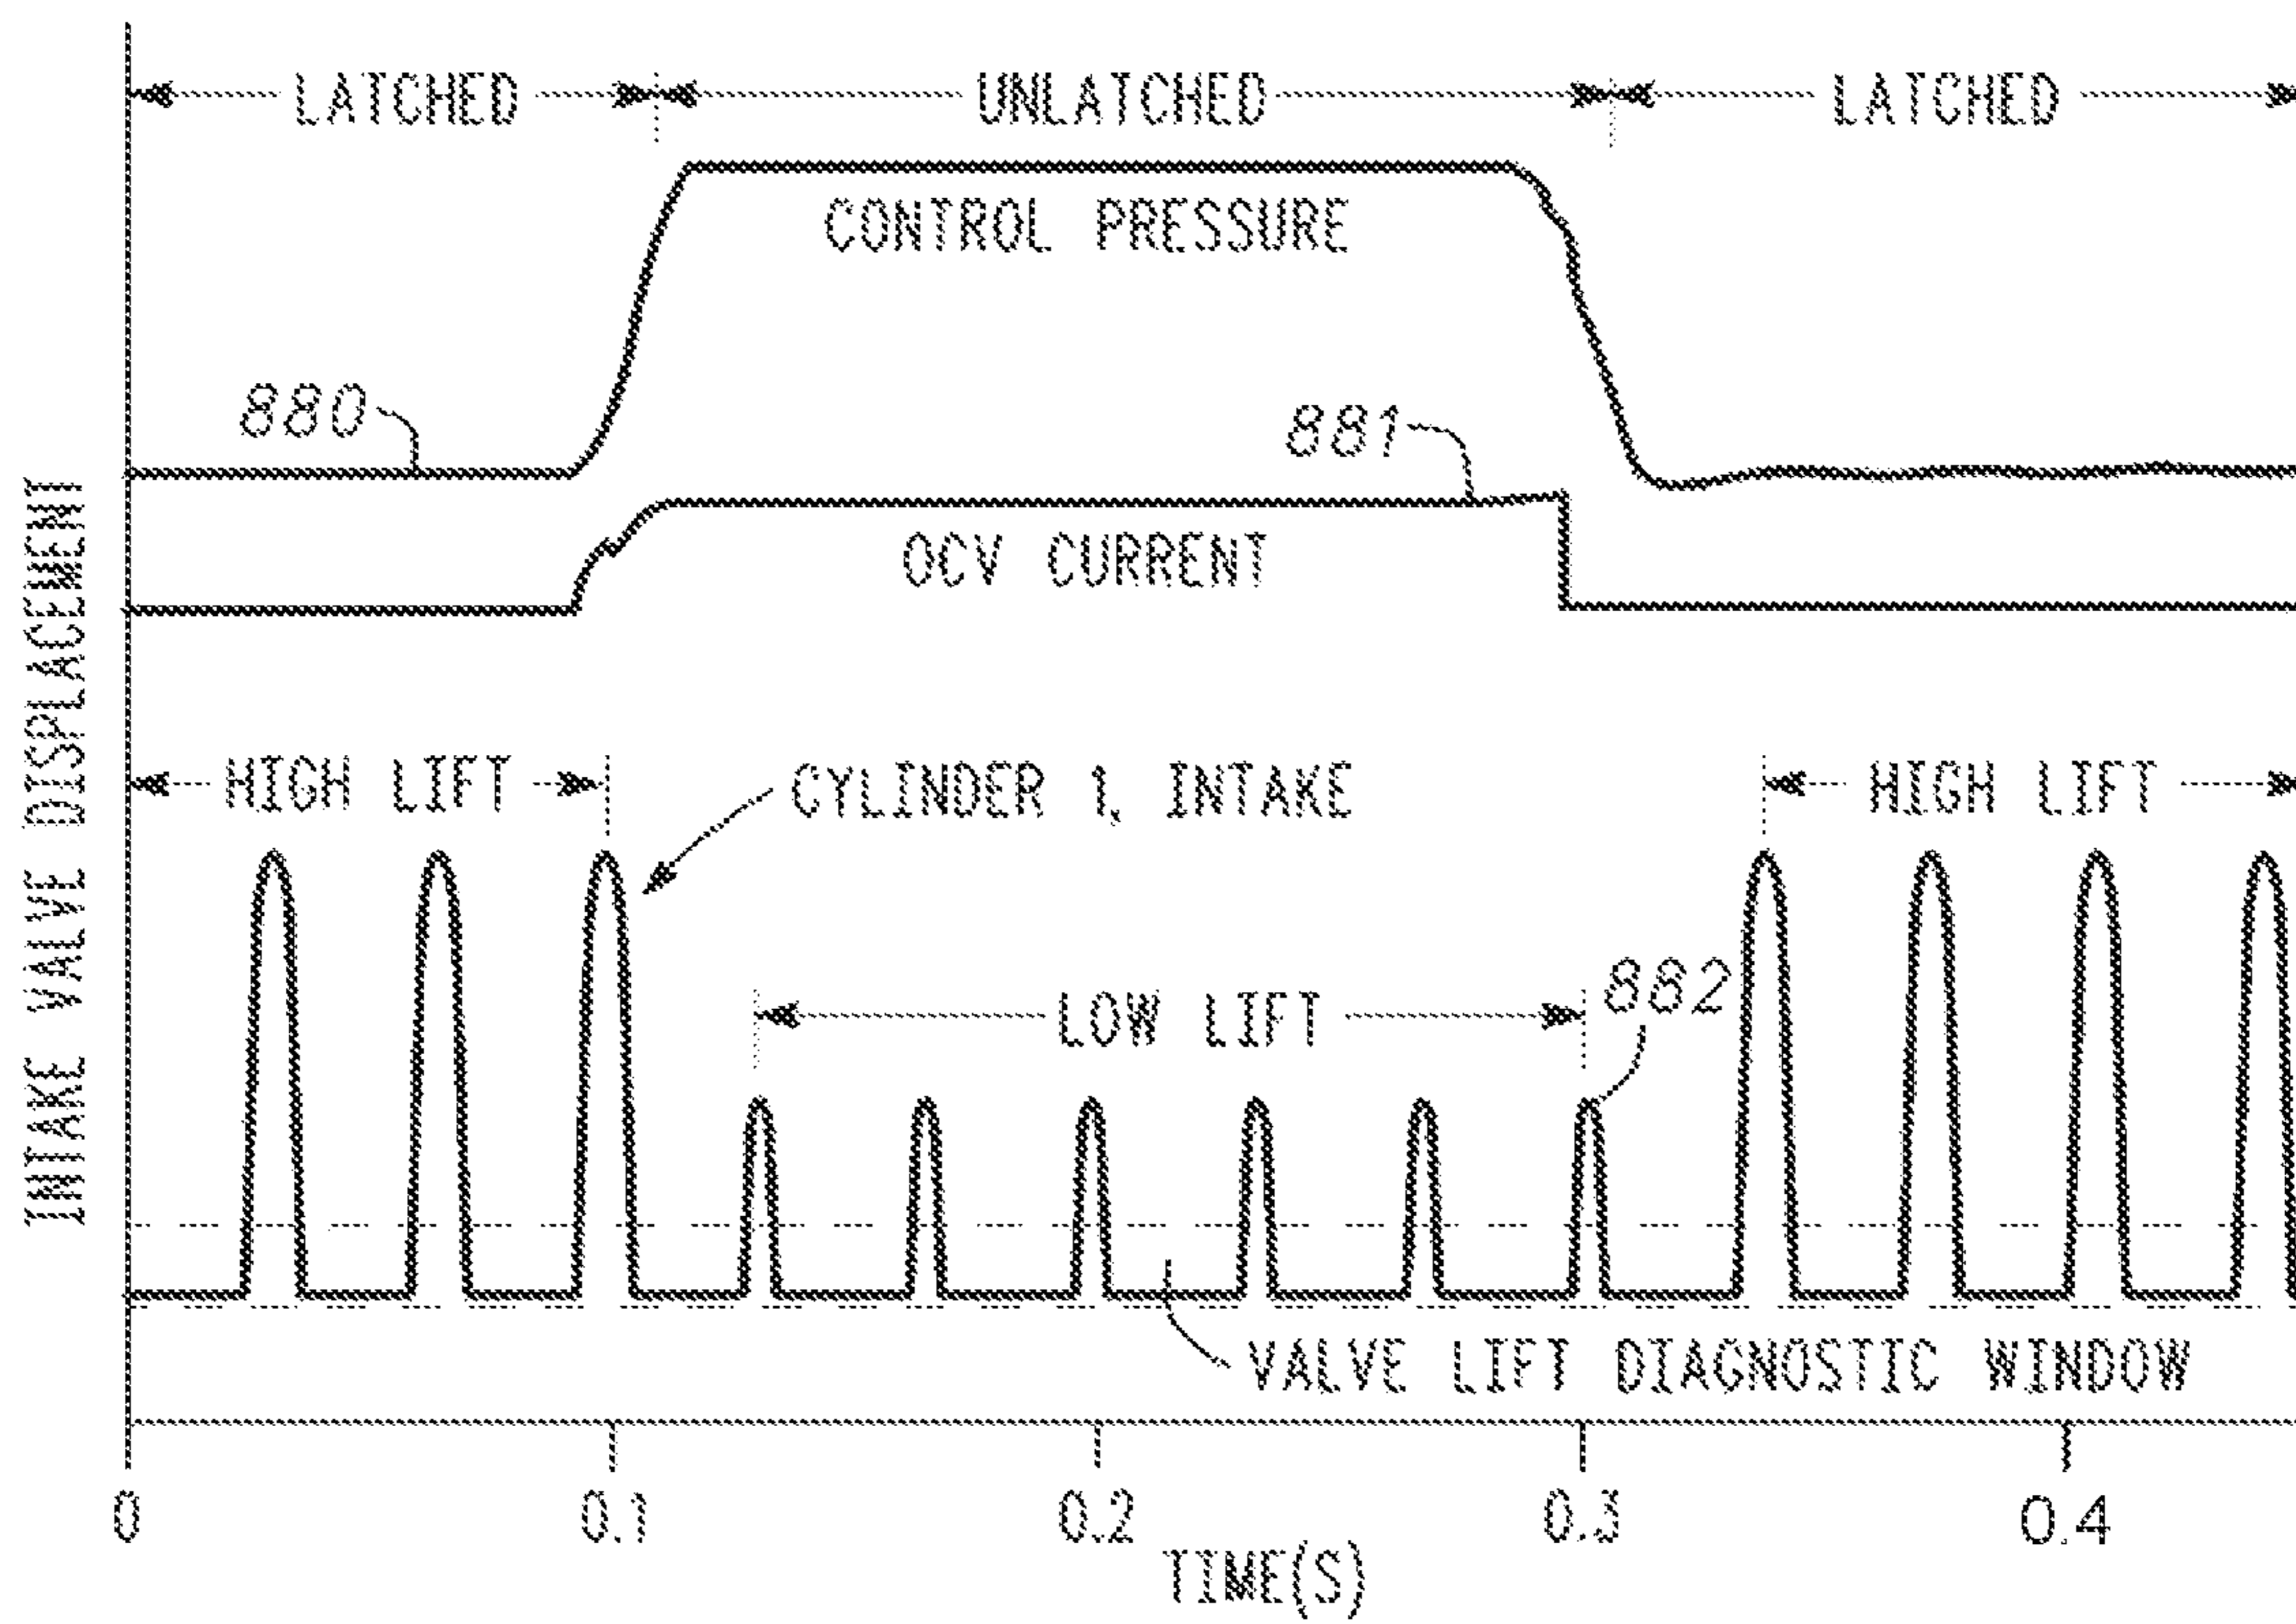 LATCHED UNLATCHED LATCHED
CONTROL PRESSURE
880
881
OCV CURRENT
INTAKE VALVE DISPLACEMENT
HIGH LIFT CYLINDER 1, INTAKE HIGH LIFT
LOW LIFT 882
VALVE LIFT DIAGNOSTIC WINDOW
0 0.1 0.2 0.3 0.4
TIME(S)